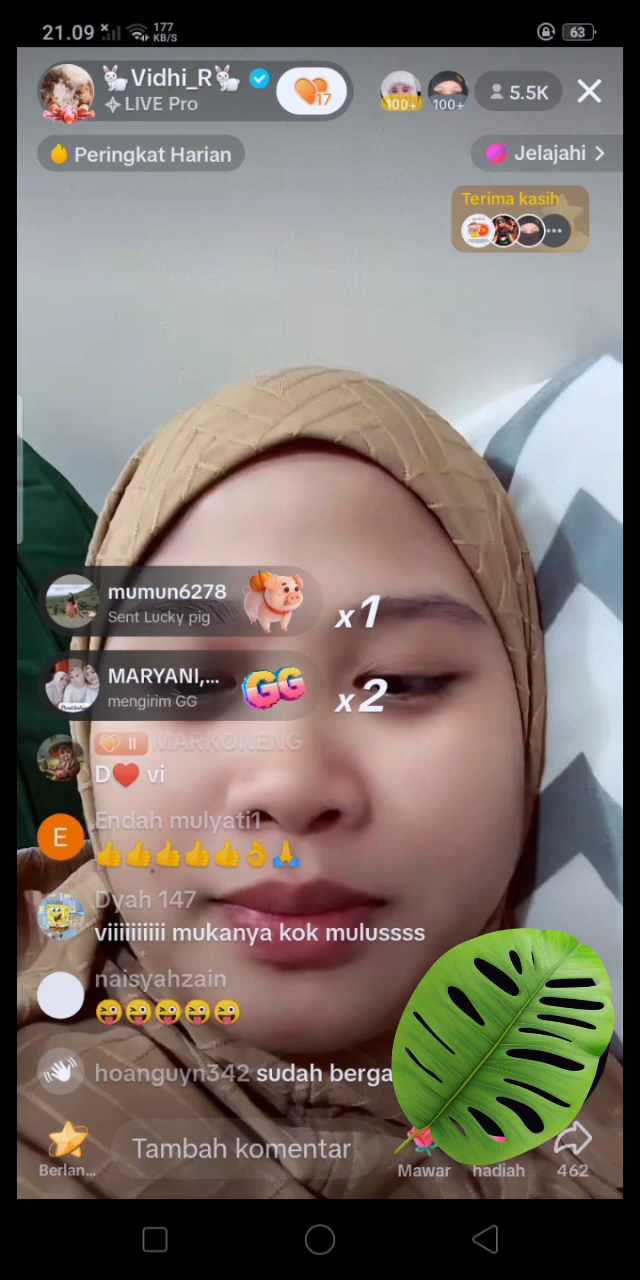 21.09
177
KB/S
63
Vidhi_R
LIVE Pro
17
100+
100+
5.5K
Peringkat Harian
Jelajahi
Terima kasih
mumun6278
Sent Lucky pig
x1
MARYANI,...
mengirim GG
GG
x2
II MARKONENG
D❤️ vi
E
Endah mulyati1
👍👍👍👍👍👌🙏
Dyah 147
viiiiiiiiii mukanya kok mulussss
naisyahzain
😜😜😜😜😜
hoanguyn342 sudah berga
Berlan...
Tambah komentar
Mawar
hadiah
462